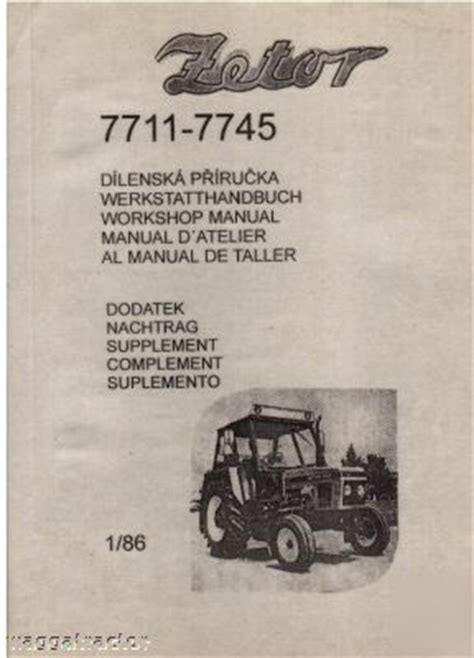 Zetor
7711-7745
DÍLENSKÁ PŘÍRUČKA
WERKSTATTHANDBUCH
WORKSHOP MANUAL
MANUAL D´ATELIER
AL MANUAL DE TALLER
DODATEK
NACHTRAG
SUPPLEMENT
COMPLEMENT
SUPLEMENTO
1/86